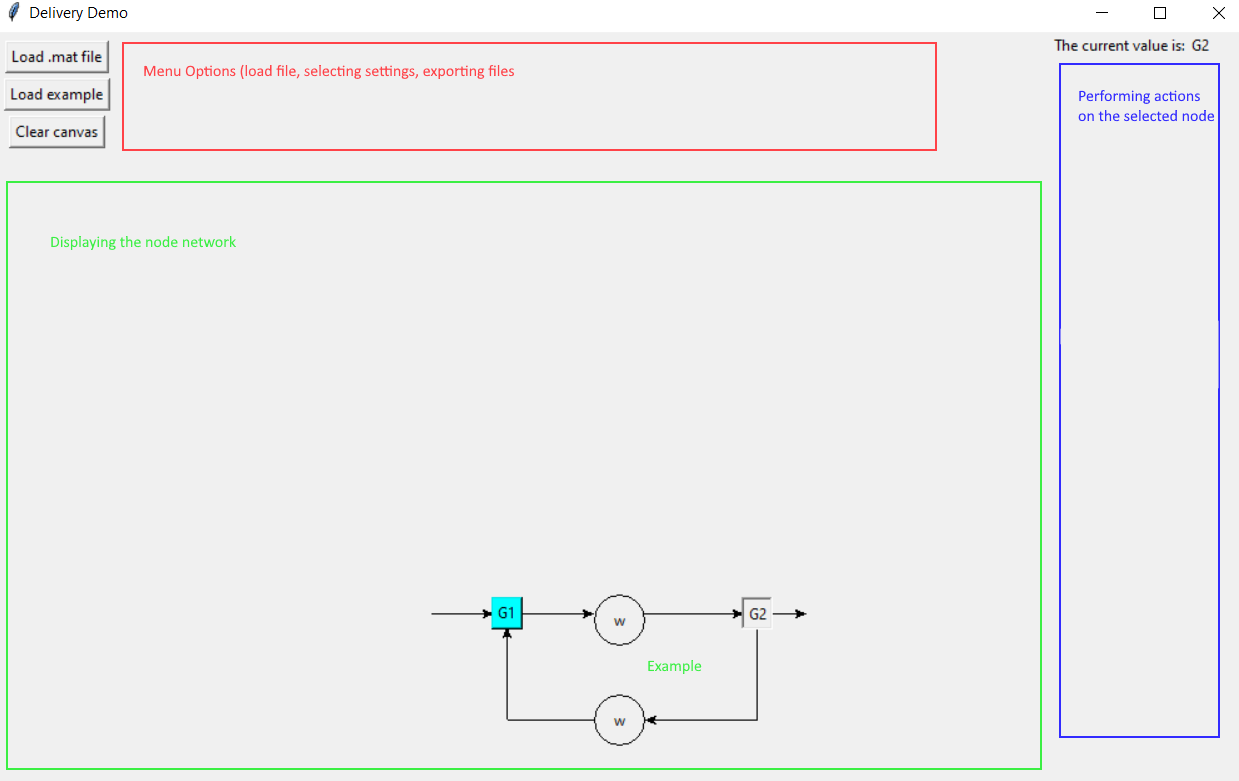 Delivery Demo
Load .mat file
Load example
Clear canvas
Menu Options (load file, selecting settings, exporting files
The current value is: G2
Performing actions
on the selected node
Displaying the node network
G1
w
G2
Example
w